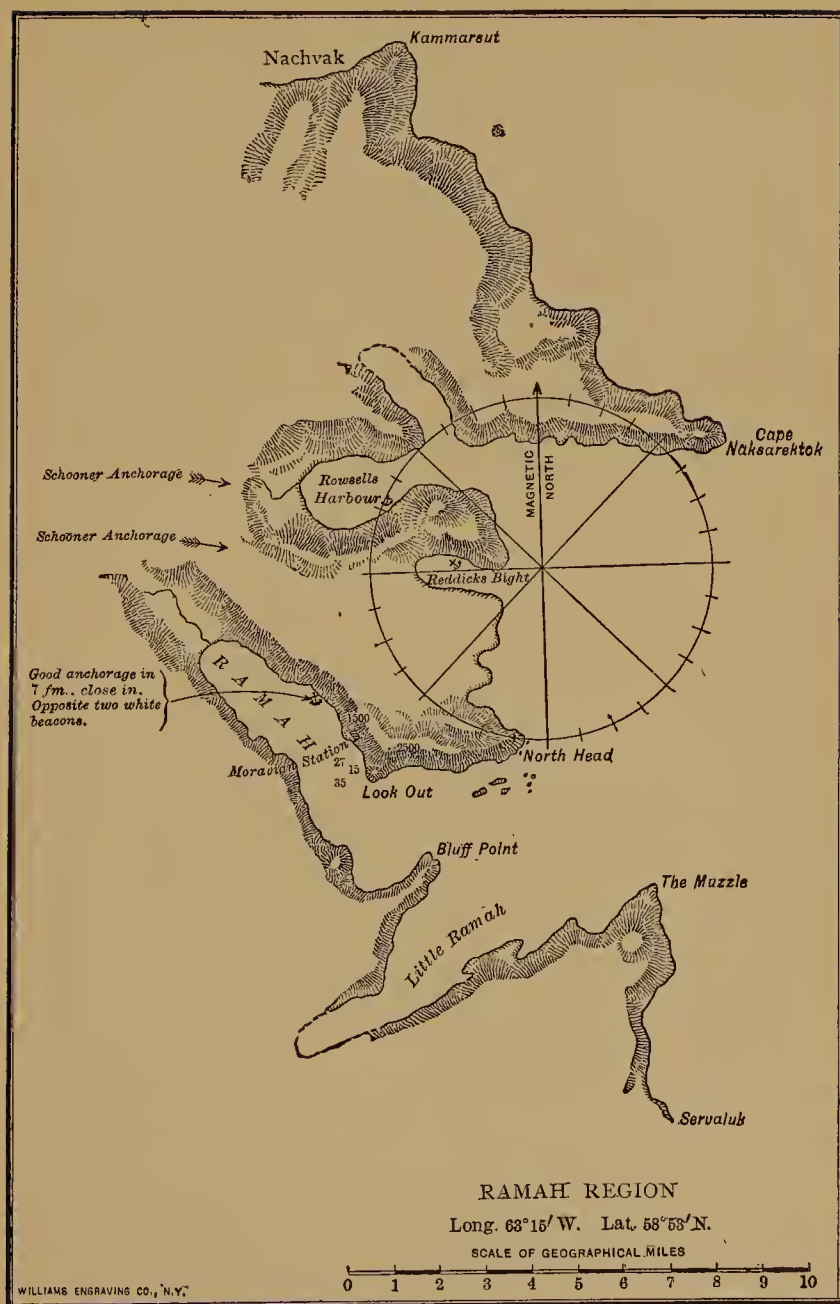 Kammarsut
Nachvak
Cape
Naksarektok
MAGNETIC
NORTH
Schooner Anchorage
Rowsells
Harbour
Schooner Anchorage
Reddicks Bight
Good anchorage in
7 fm., close in.
Opposite two white
beacons.
RAMAH
1500
2500
Moravian Station
27
15
35
North Head
Look Out
Bluff Point
The Muzzle
Little Ramah
Servaluk
RAMAH REGION
Long. 63°15′ W. Lat. 58°53′ N.
SCALE OF GEOGRAPHICAL MILES
0 1 2 3 4 5 6 7 8 9 10
WILLIAMS ENGRAVING CO., N.Y.